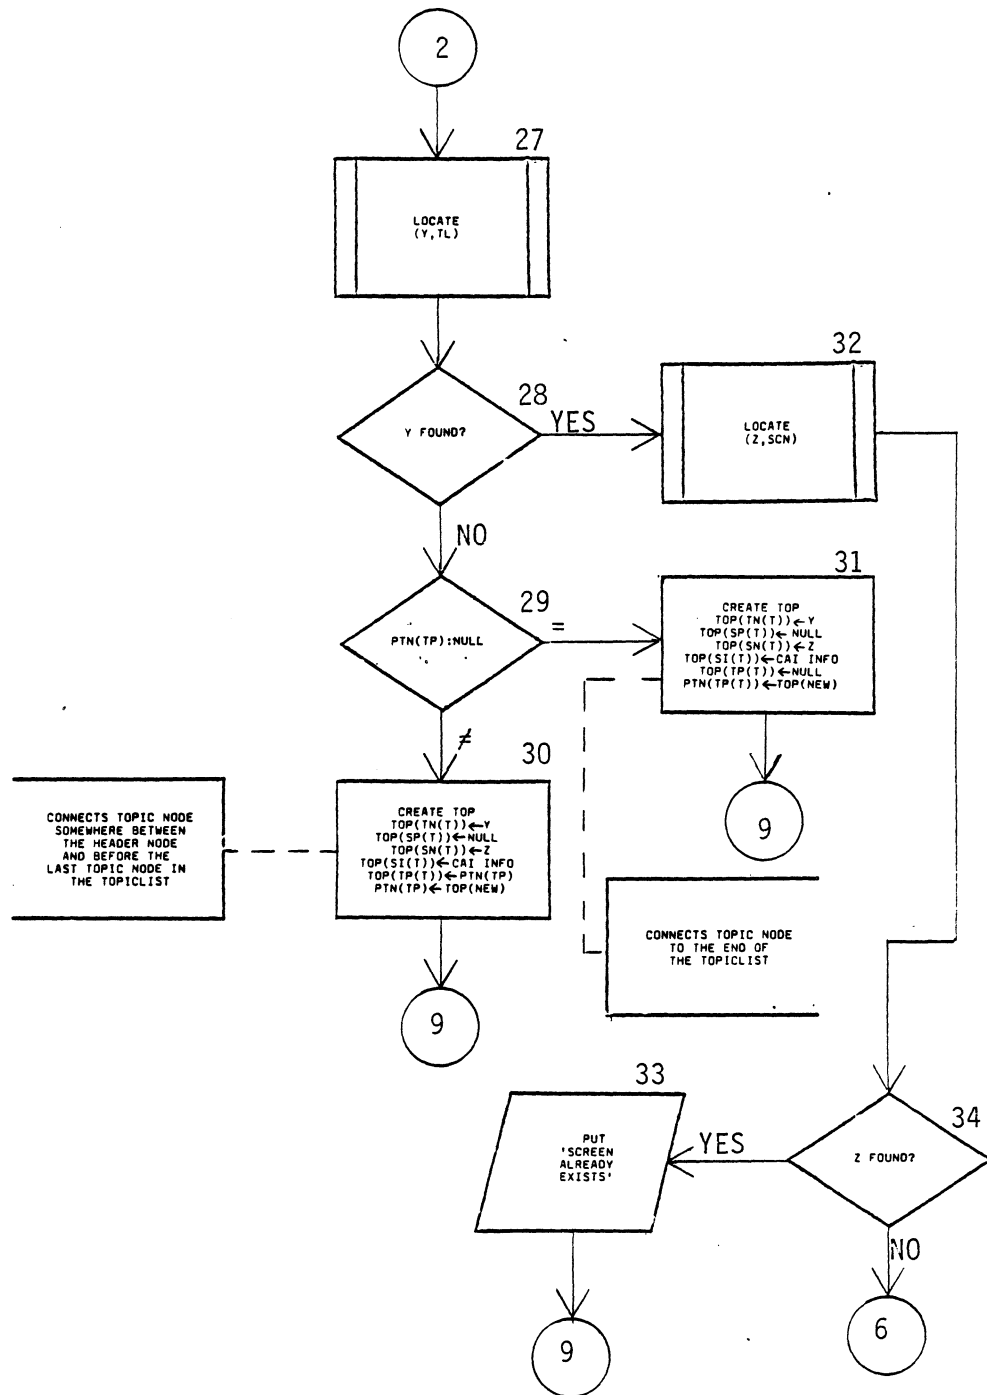 2
27
LOCATE
(Y,TL)
32
28
YES
Y FOUND?
LOCATE
(Z,SCN)
NO
31
29
=
PTN(TP):NULL
CREATE TOP
TOP(TN(T))←Y
TOP(SP(T))←NULL
TOP(SN(T))←Z
TOP(SI(T))←CAI INFO
TOP(TP(T))←NULL
PTN(TP(T))←TOP(NEW)
≠
30
9
CONNECTS TOPIC NODE
SOMEWHERE BETWEEN
THE HEADER NODE
AND BEFORE THE
LAST TOPIC NODE IN
THE TOPICLIST
CREATE TOP
TOP(TN(T))←Y
TOP(SP(T))←NULL
TOP(SN(T))←Z
TOP(SI(T))←CAI INFO
TOP(TP(T))←PTN(TP)
PTN(TP)←TOP(NEW)
CONNECTS TOPIC NODE
TO THE END OF
THE TOPICLIST
9
33
34
PUT
'SCREEN
ALREADY
EXISTS'
YES
Z FOUND?
NO
9
6